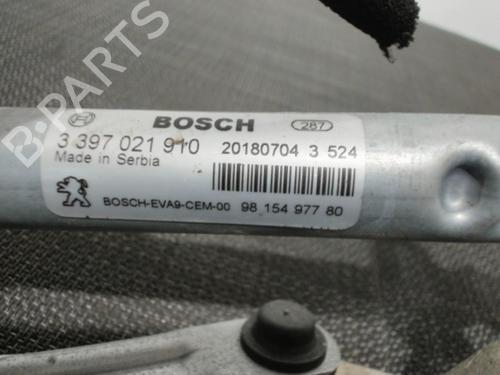 BOSCH 287
3 397 021 910 20180704 3 524
Made in Serbia
BOSCH-EVA9-CEM-00 98 154 977 80
B-PARTS